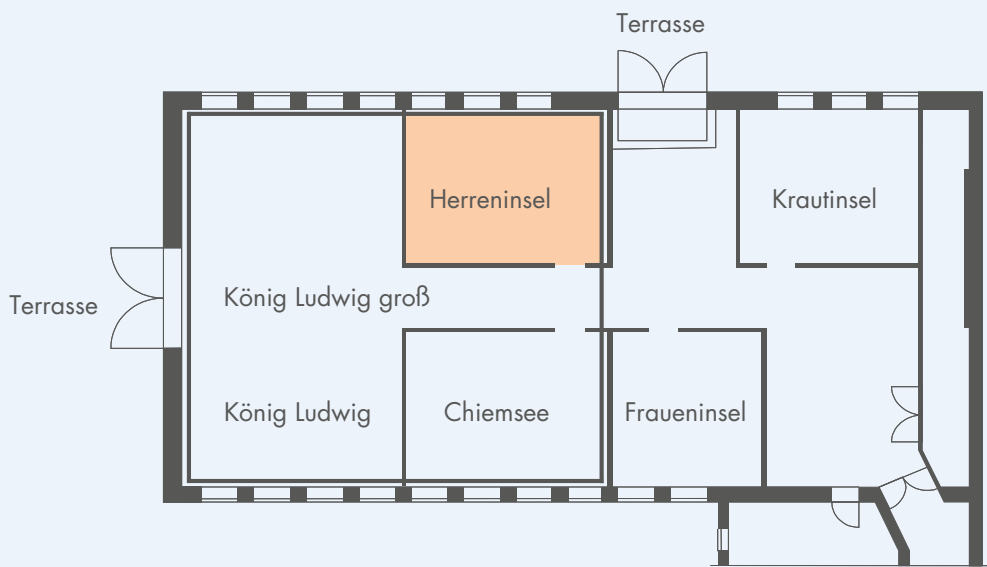 Terrasse
Herreninsel
Krautinsel
König Ludwig groß
Terrasse
König Ludwig
Chiemsee
Fraueninsel